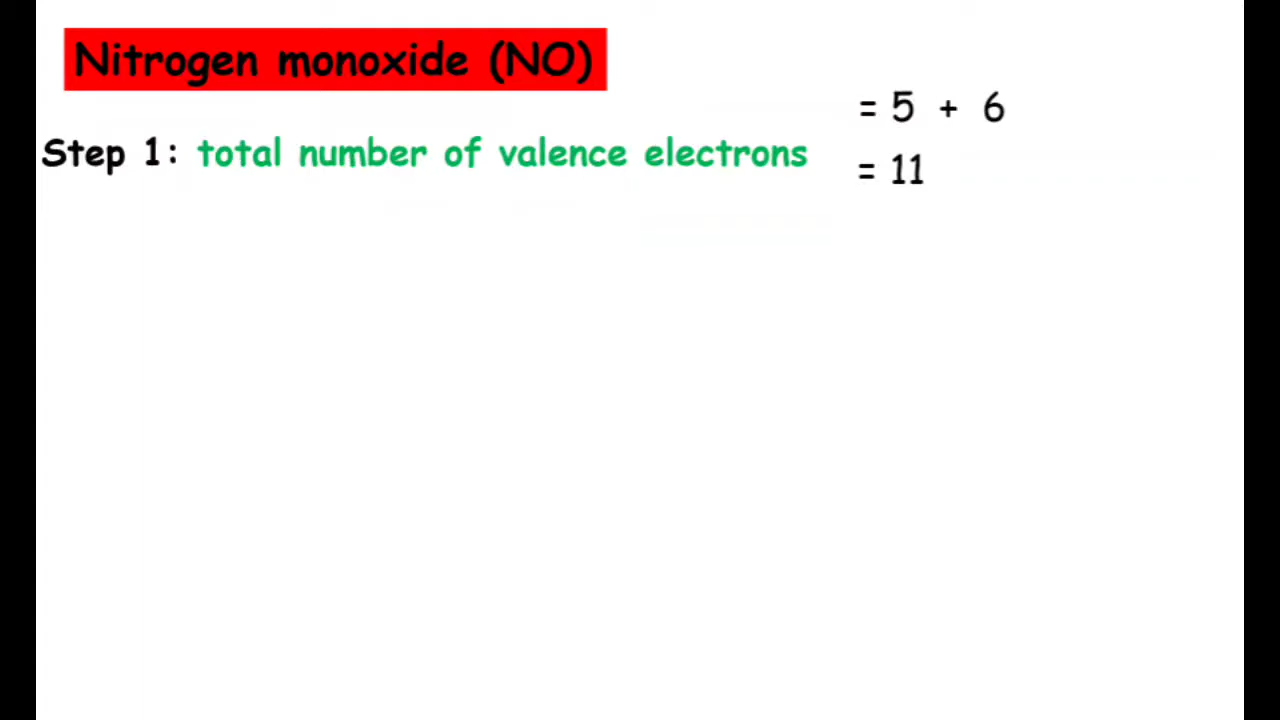 Nitrogen monoxide (NO)
= 5 + 6
Step 1: total number of valence electrons
= 11